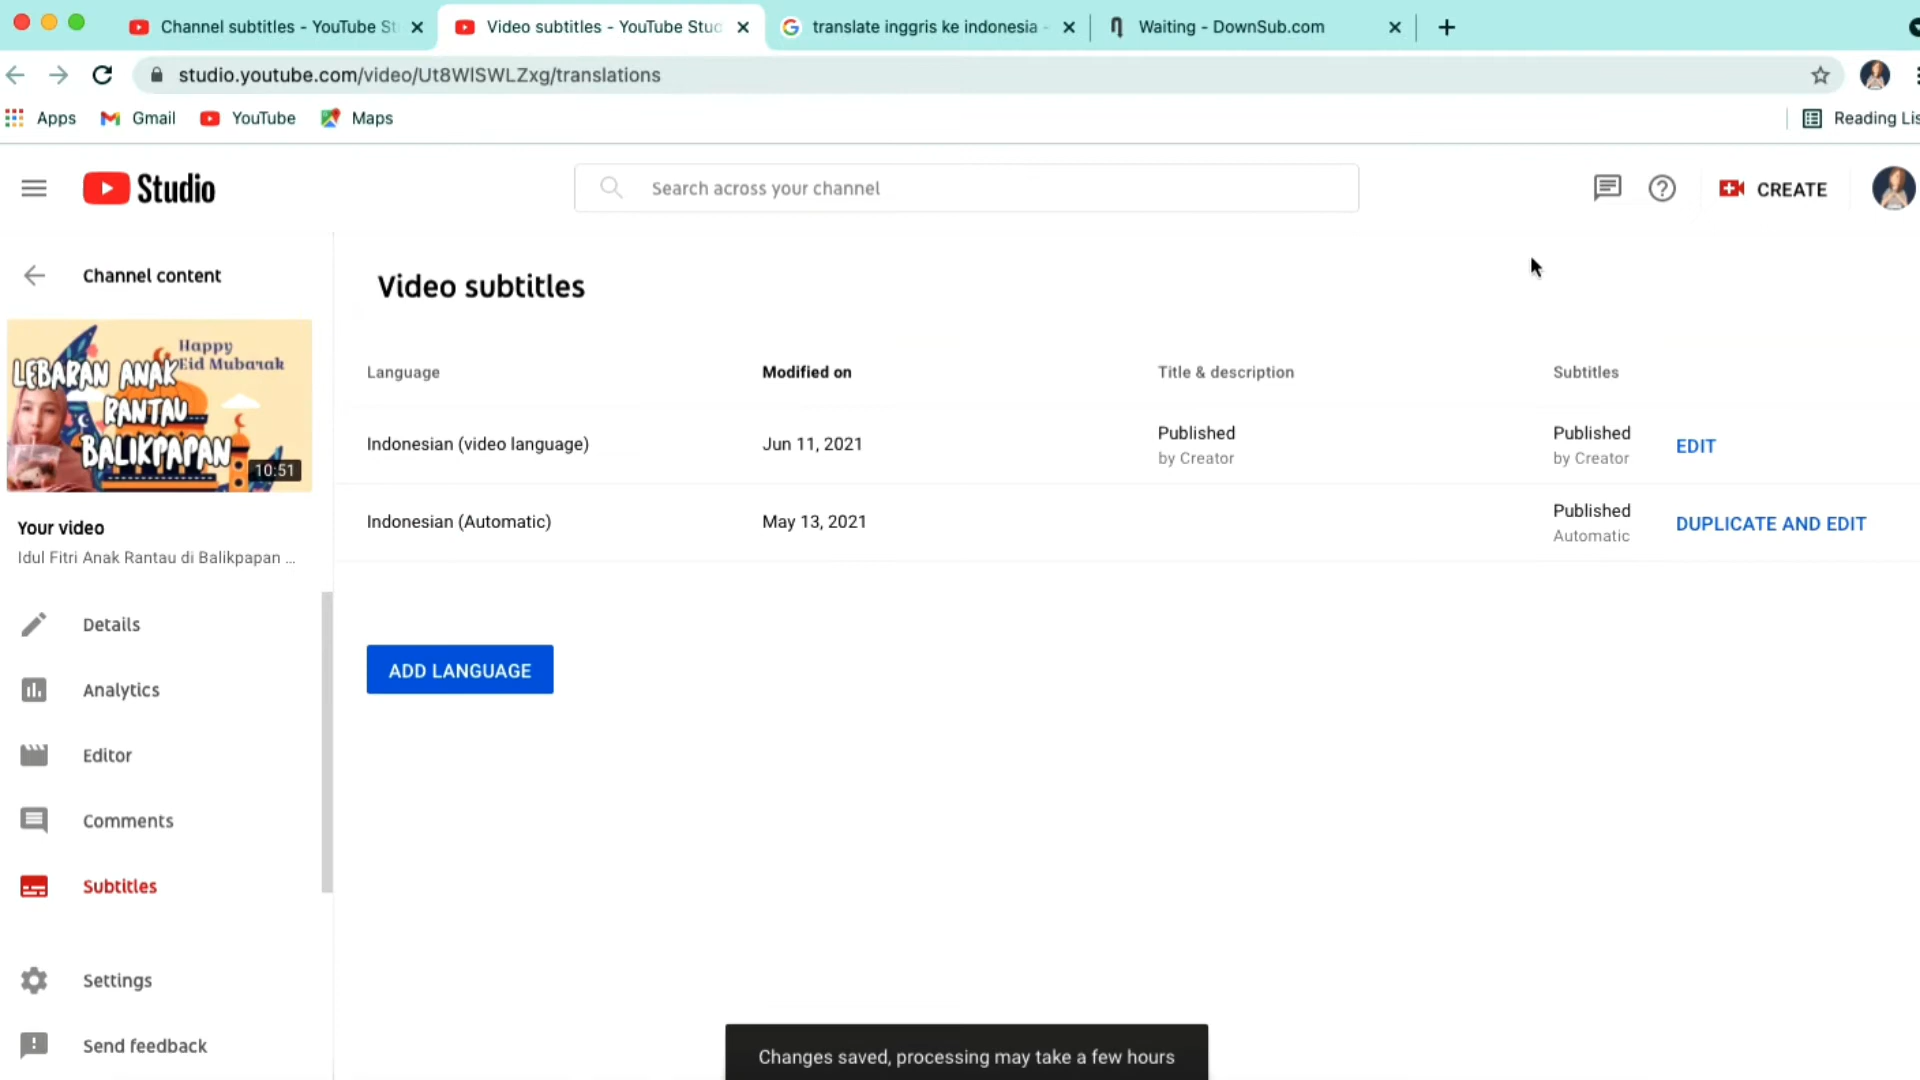 Channel subtitles - YouTube St
Video subtitles - YouTube Stud
translate inggris ke indonesia -
Waiting - DownSub.com
studio.youtube.com/video/Ut8WlSWLZxg/translations
Apps
Gmail
YouTube
Maps
Reading Lis
Studio
Search across your channel
CREATE
Channel content
Happy
Eid Mubarak
LEBARAN ANAK
RANTAU
BALIKPAPAN
10:51
Your video
Idul Fitri Anak Rantau di Balikpapan ...
Details
Analytics
Editor
Comments
Subtitles
Settings
Send feedback
Video subtitles
Language
Modified on
Title & description
Subtitles
Indonesian (video language)
Jun 11, 2021
Published
by Creator
Published
by Creator
EDIT
Indonesian (Automatic)
May 13, 2021
Published
Automatic
DUPLICATE AND EDIT
ADD LANGUAGE
Changes saved, processing may take a few hours